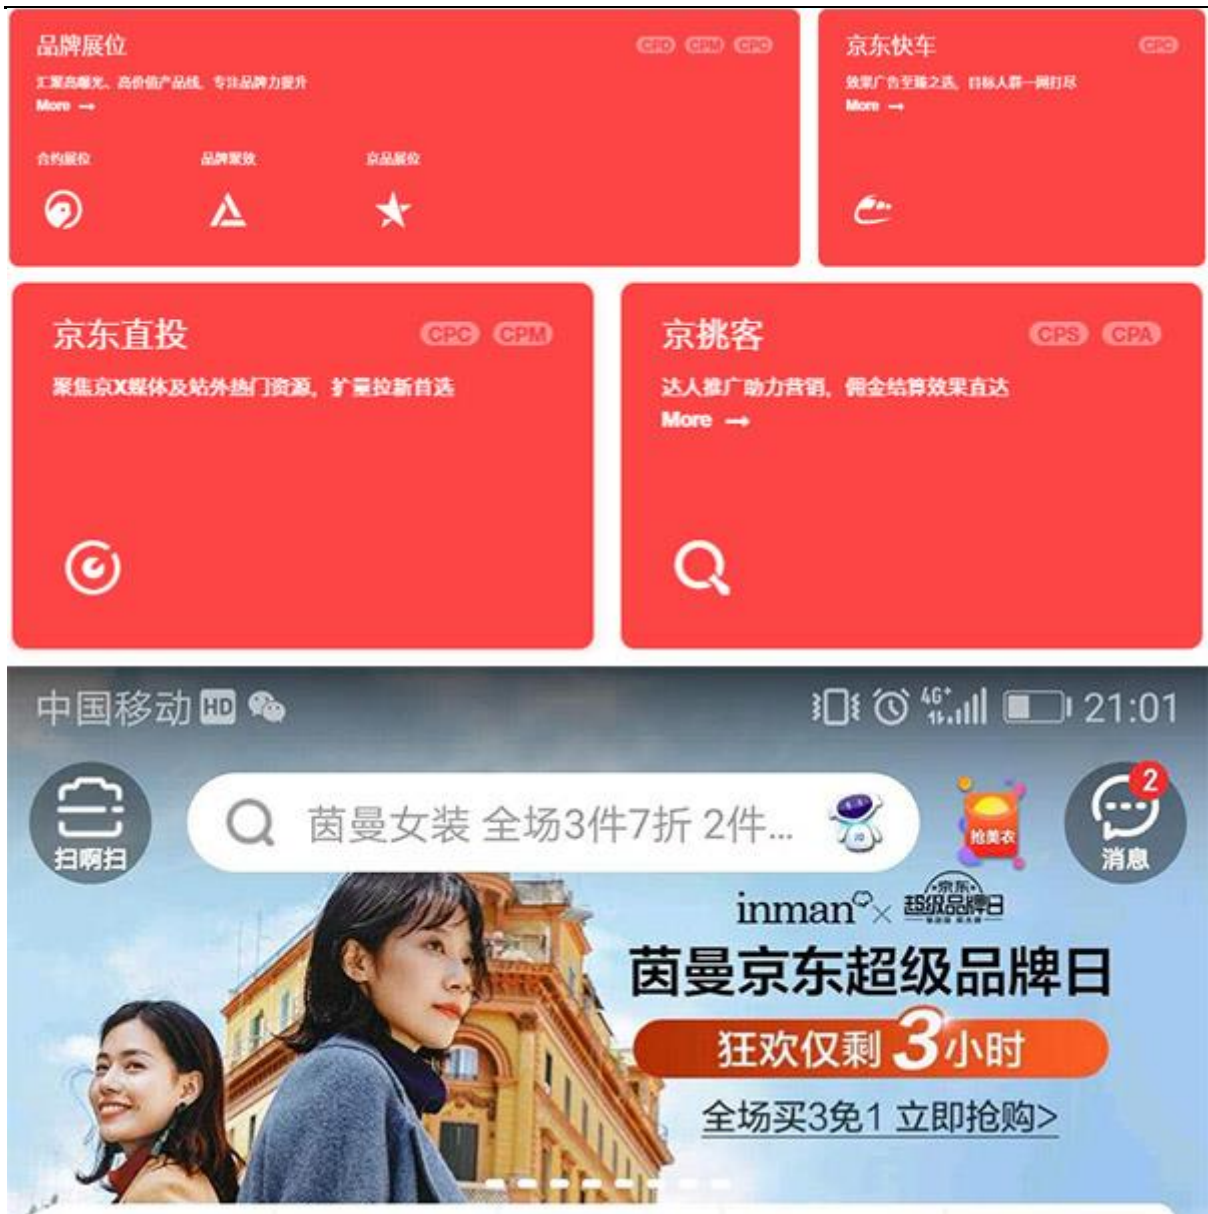 品牌展位
CPD CPM CPC
汇聚高曝光、高价值产品线，专注品牌力提升
More →
合约展位 品牌聚效 京品展位
京东快车
CPC
效果广告至臻之选，目标人群一网打尽
More →
京东直投
CPC CPM
聚焦京X媒体及站外热门资源，扩量拉新首选
京挑客
CPS CPA
达人推广助力营销，佣金结算效果直达
More →
中国移动 HD
4G+ 21:01
扫啊扫
茵曼女装 全场3件7折 2件...
抢美衣
2
消息
inman × 京东
超级品牌日
茵曼京东超级品牌日
狂欢仅剩3小时
全场买3免1 立即抢购>